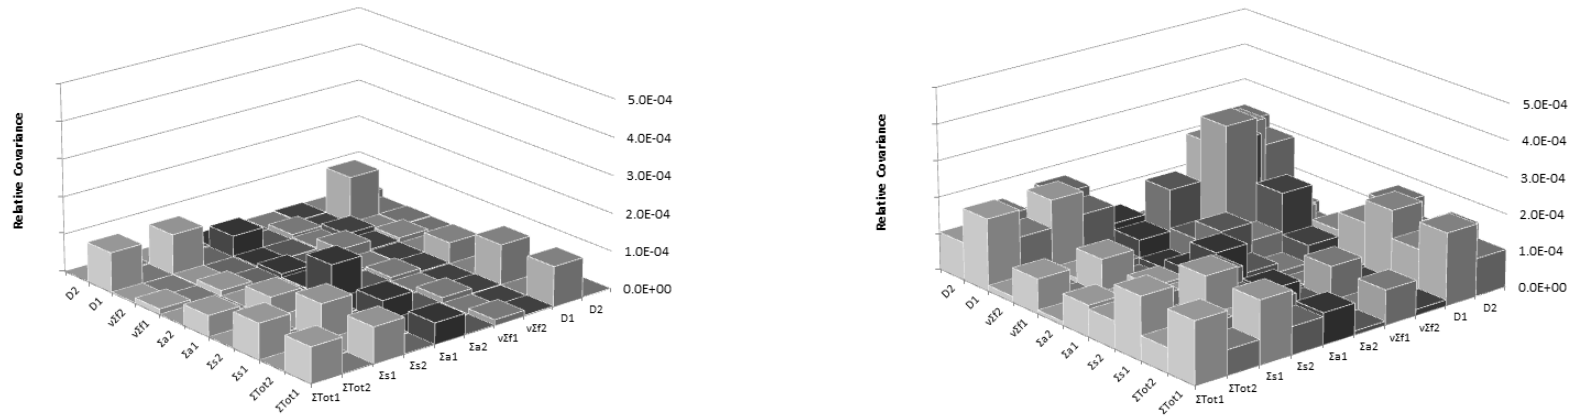 Relative Covariance
5.0E-04
4.0E-04
3.0E-04
2.0E-04
1.0E-04
0.0E+00
D2
D1
νΣf2
νΣf1
Σa2
Σa1
Σs2
Σs1
ΣTot2
ΣTot1
ΣTot1
ΣTot2
Σs1
Σs2
Σa1
Σa2
νΣf1
νΣf2
D1
D2
Relative Covariance
5.0E-04
4.0E-04
3.0E-04
2.0E-04
1.0E-04
0.0E+00
D2
D1
νΣf2
νΣf1
Σa2
Σa1
Σs2
Σs1
ΣTot2
ΣTot1
ΣTot1
ΣTot2
Σs1
Σs2
Σa1
Σa2
νΣf1
νΣf2
D1
D2